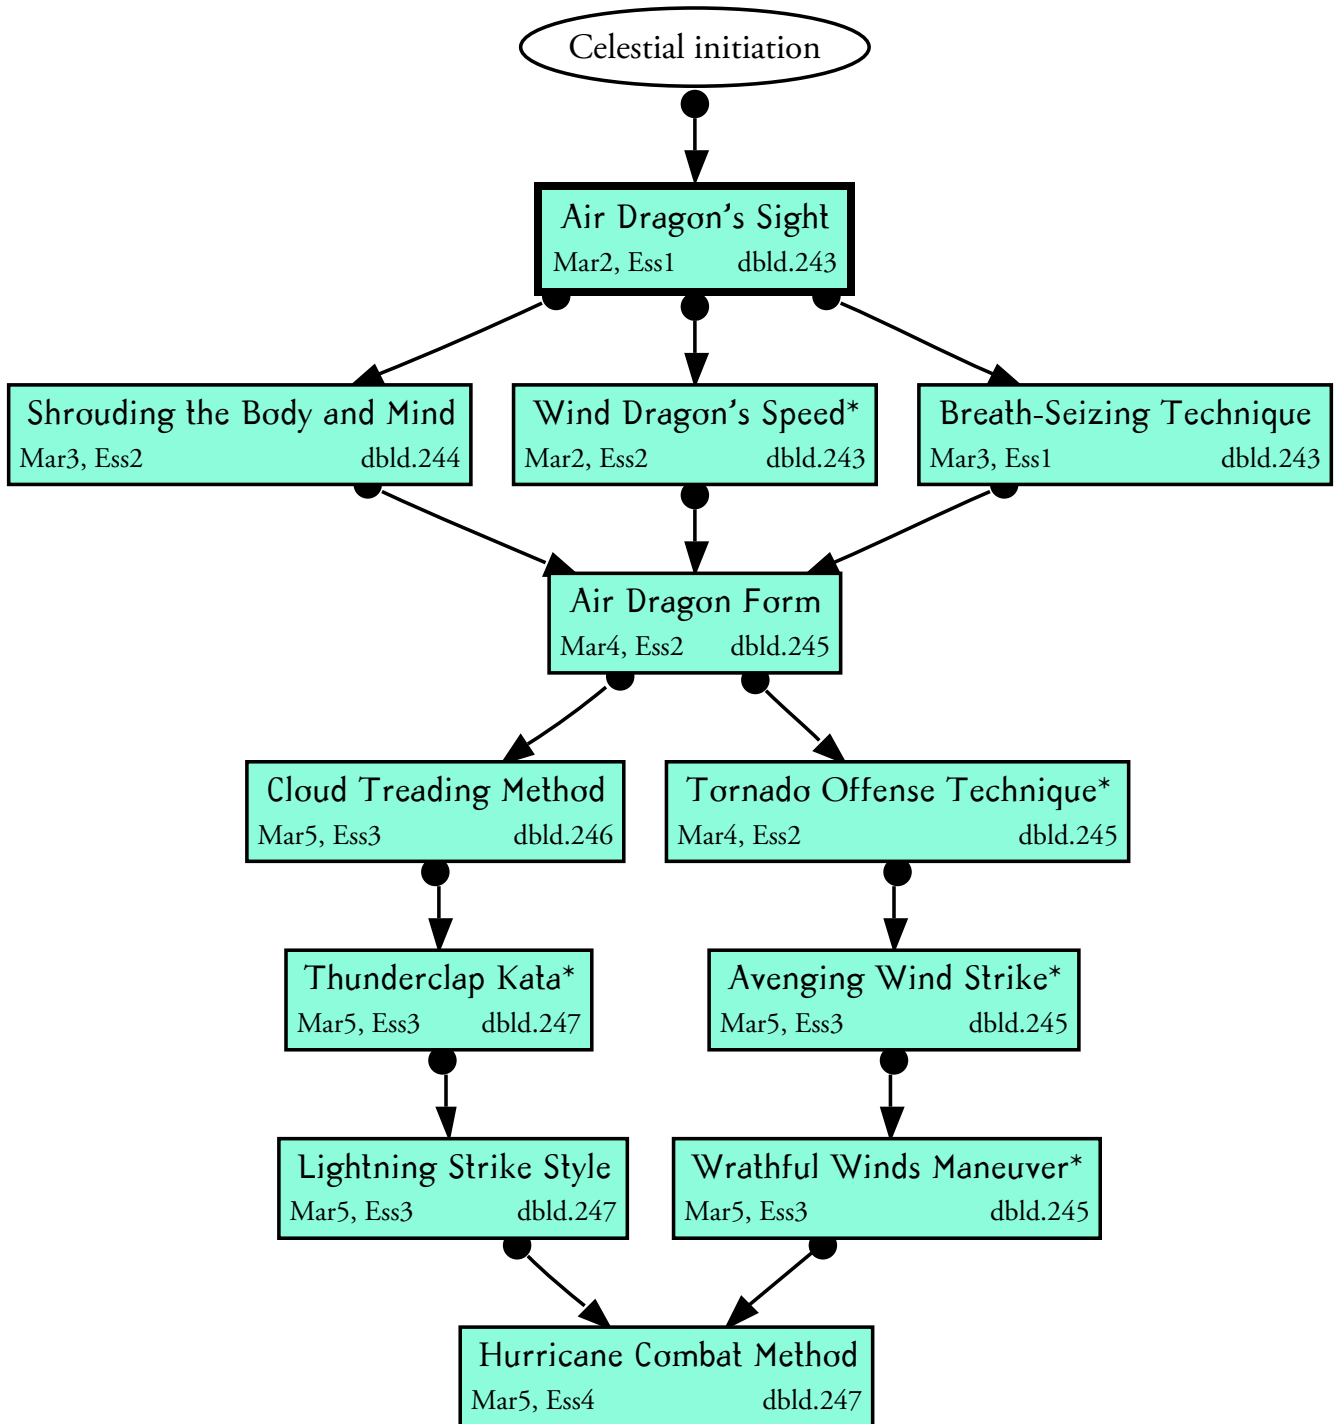 Celestial initiation
Air Dragon's Sight
Mar2, Ess1 dbld.243
Shrouding the Body and Mind
Mar3, Ess2 dbld.244
Wind Dragon's Speed*
Mar2, Ess2 dbld.243
Breath-Seizing Technique
Mar3, Ess1 dbld.243
Air Dragon Form
Mar4, Ess2 dbld.245
Cloud Treading Method
Mar5, Ess3 dbld.246
Tornado Offense Technique*
Mar4, Ess2 dbld.245
Thunderclap Kata*
Mar5, Ess3 dbld.247
Avenging Wind Strike*
Mar5, Ess3 dbld.245
Lightning Strike Style
Mar5, Ess3 dbld.247
Wrathful Winds Maneuver*
Mar5, Ess3 dbld.245
Hurricane Combat Method
Mar5, Ess4 dbld.247